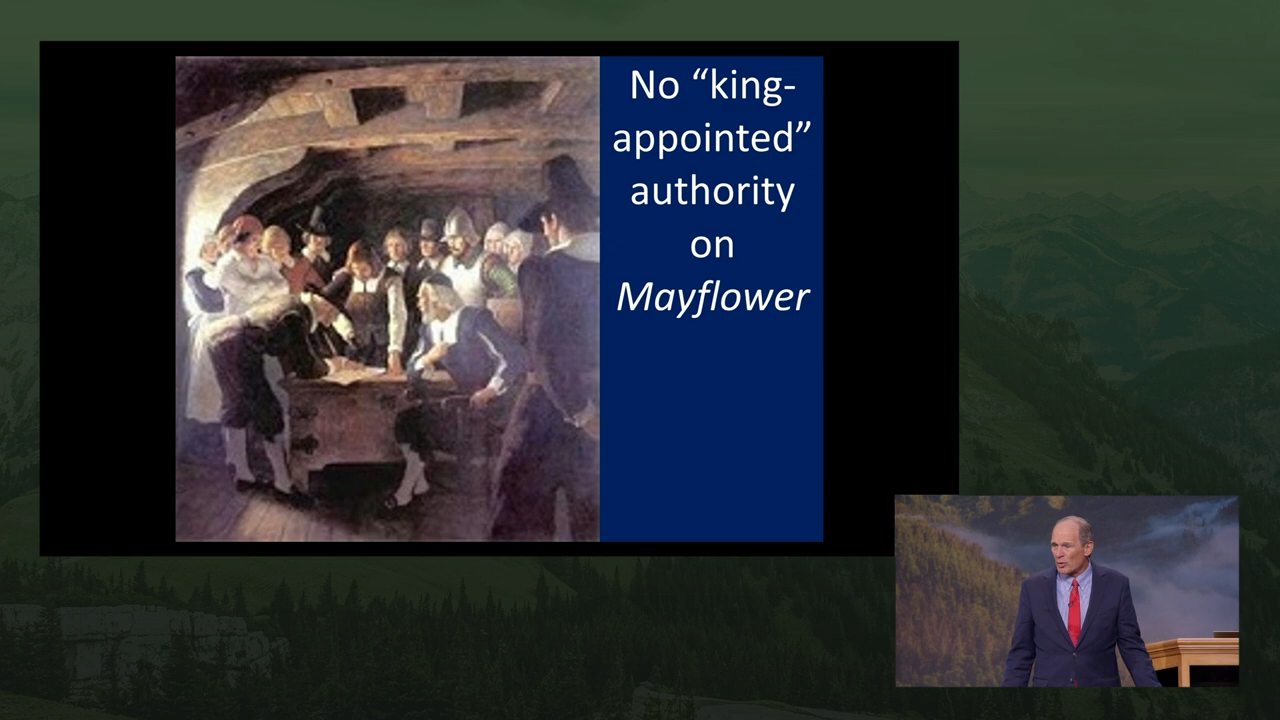 No “king-
appointed”
authority
on
Mayflower